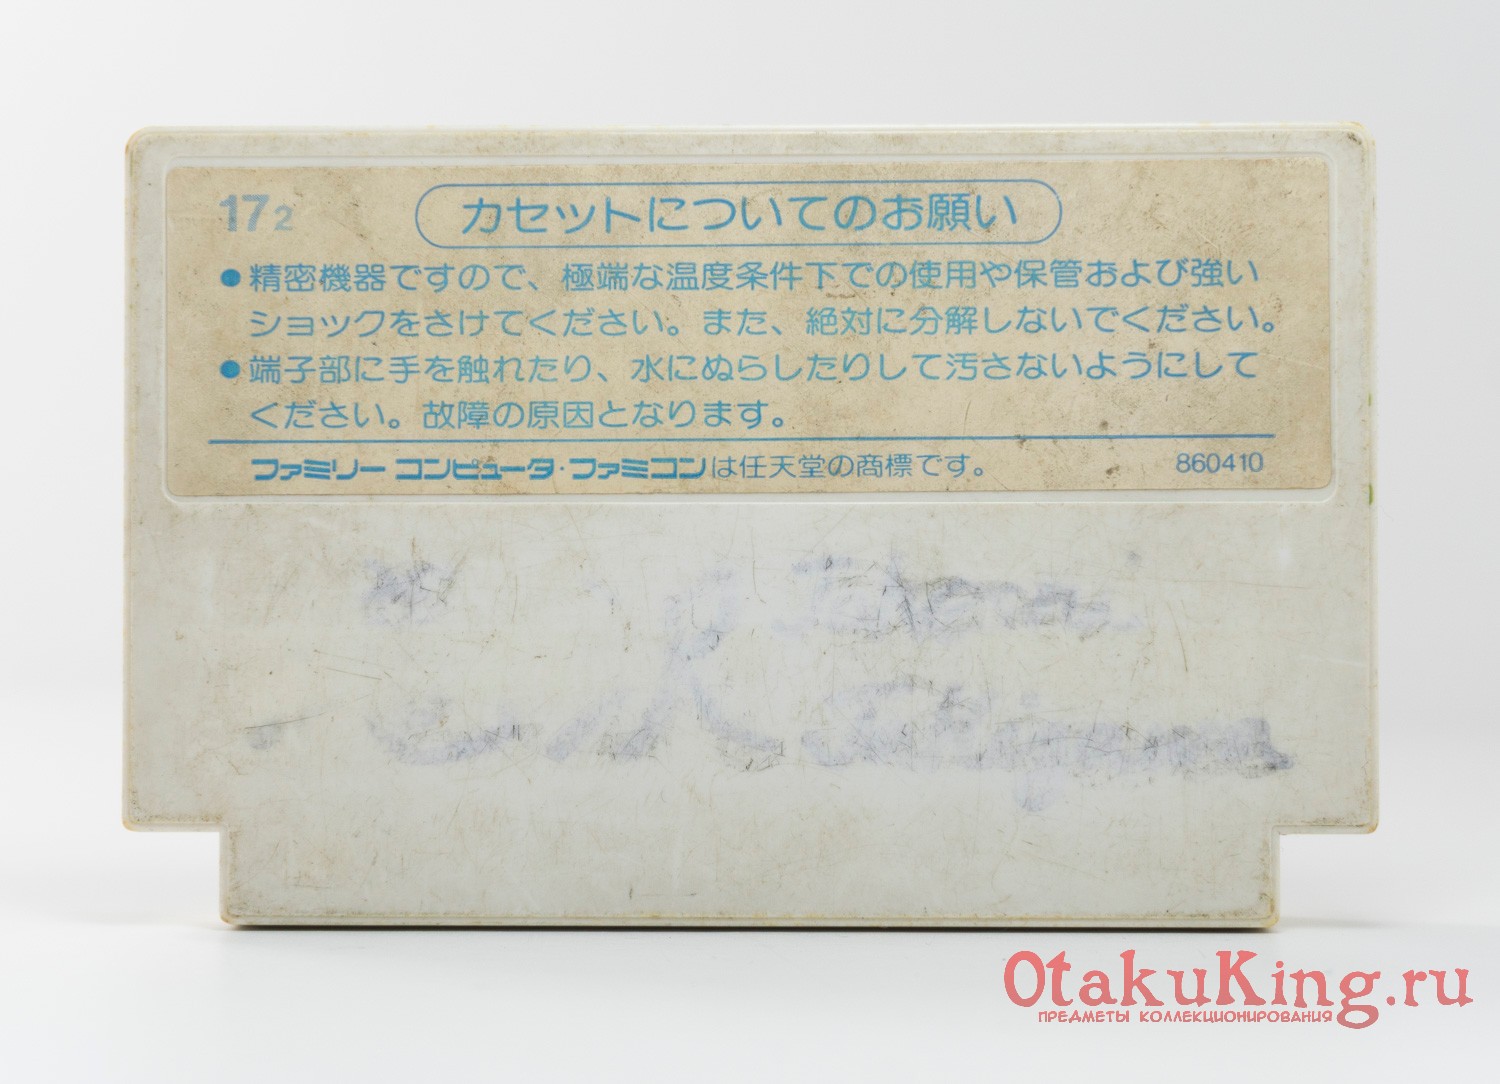 172
カセットについてのお願い
●精密機器ですので、極端な温度条件下での使用や保管および強い
ショックをさけてください。また、絶対に分解しないでください。
●端子部に手を触れたり、水にぬらしたりして汚さないようにして
ください。故障の原因となります。
ファミリーコンピュータ・ファミコンは任天堂の商標です。 860410
OtakuKing.ru
ПРЕДМЕТЫ КОЛЛЕКЦИОНИРОВАНИЯ